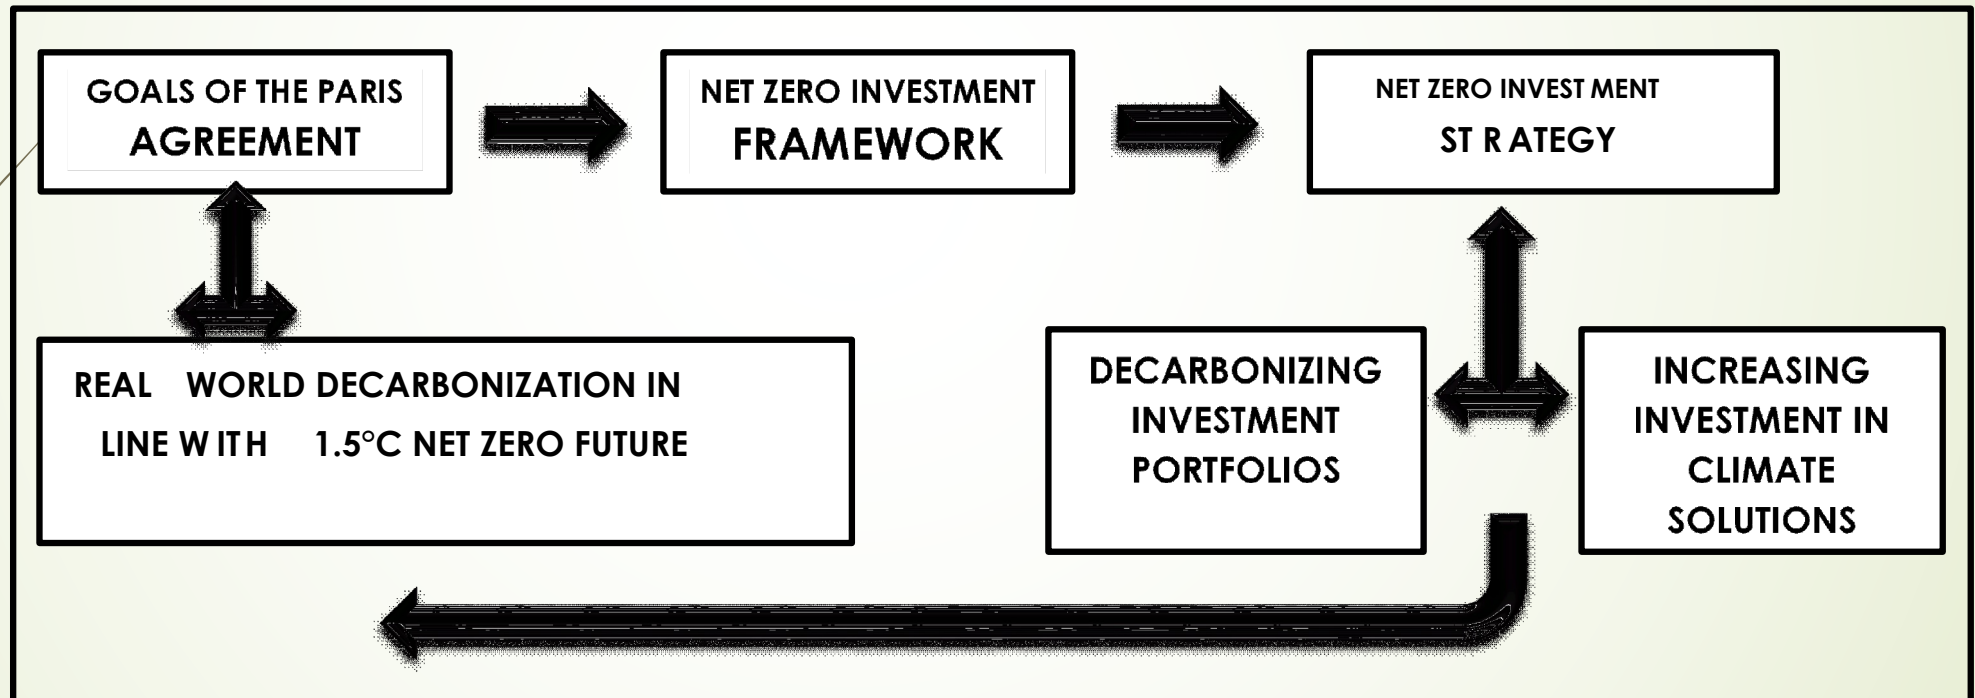 GOALS OF THE PARIS
AGREEMENT
NET ZERO INVESTMENT
FRAMEWORK
NET ZERO INVEST MENT
ST R ATEGY
REAL WORLD DECARBONIZATION IN
LINE W ITH 1.5°C NET ZERO FUTURE
DECARBONIZING
INVESTMENT
PORTFOLIOS
INCREASING
INVESTMENT IN
CLIMATE
SOLUTIONS